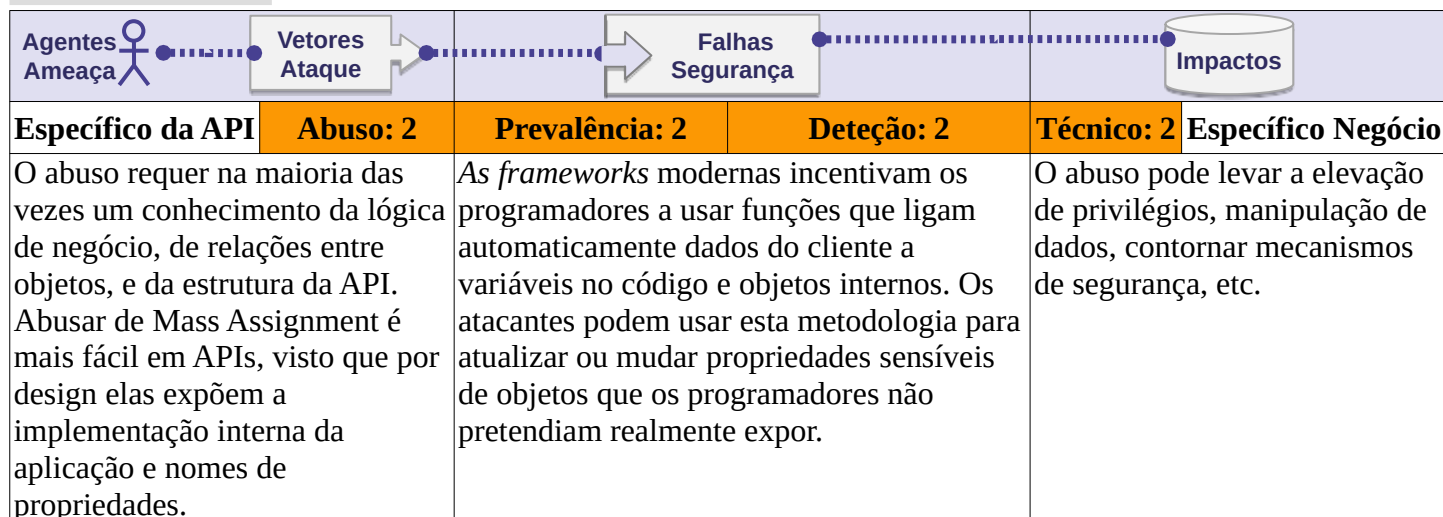 Agentes
Ameaça
Vetores
Ataque
Falhas
Segurança
Impactos
Específico da API
Abuso: 2
Prevalência: 2
Deteção: 2
Técnico: 2
Específico Negócio
O abuso requer na maioria das
vezes um conhecimento da lógica
de negócio, de relações entre
objetos, e da estrutura da API.
Abusar de Mass Assignment é
mais fácil em APIs, visto que por
design elas expõem a
implementação interna da
aplicação e nomes de
propriedades.
As frameworks modernas incentivam os
programadores a usar funções que ligam
automaticamente dados do cliente a
variáveis no código e objetos internos. Os
atacantes podem usar esta metodologia para
atualizar ou mudar propriedades sensíveis
de objetos que os programadores não
pretendiam realmente expor.
O abuso pode levar a elevação
de privilégios, manipulação de
dados, contornar mecanismos
de segurança, etc.